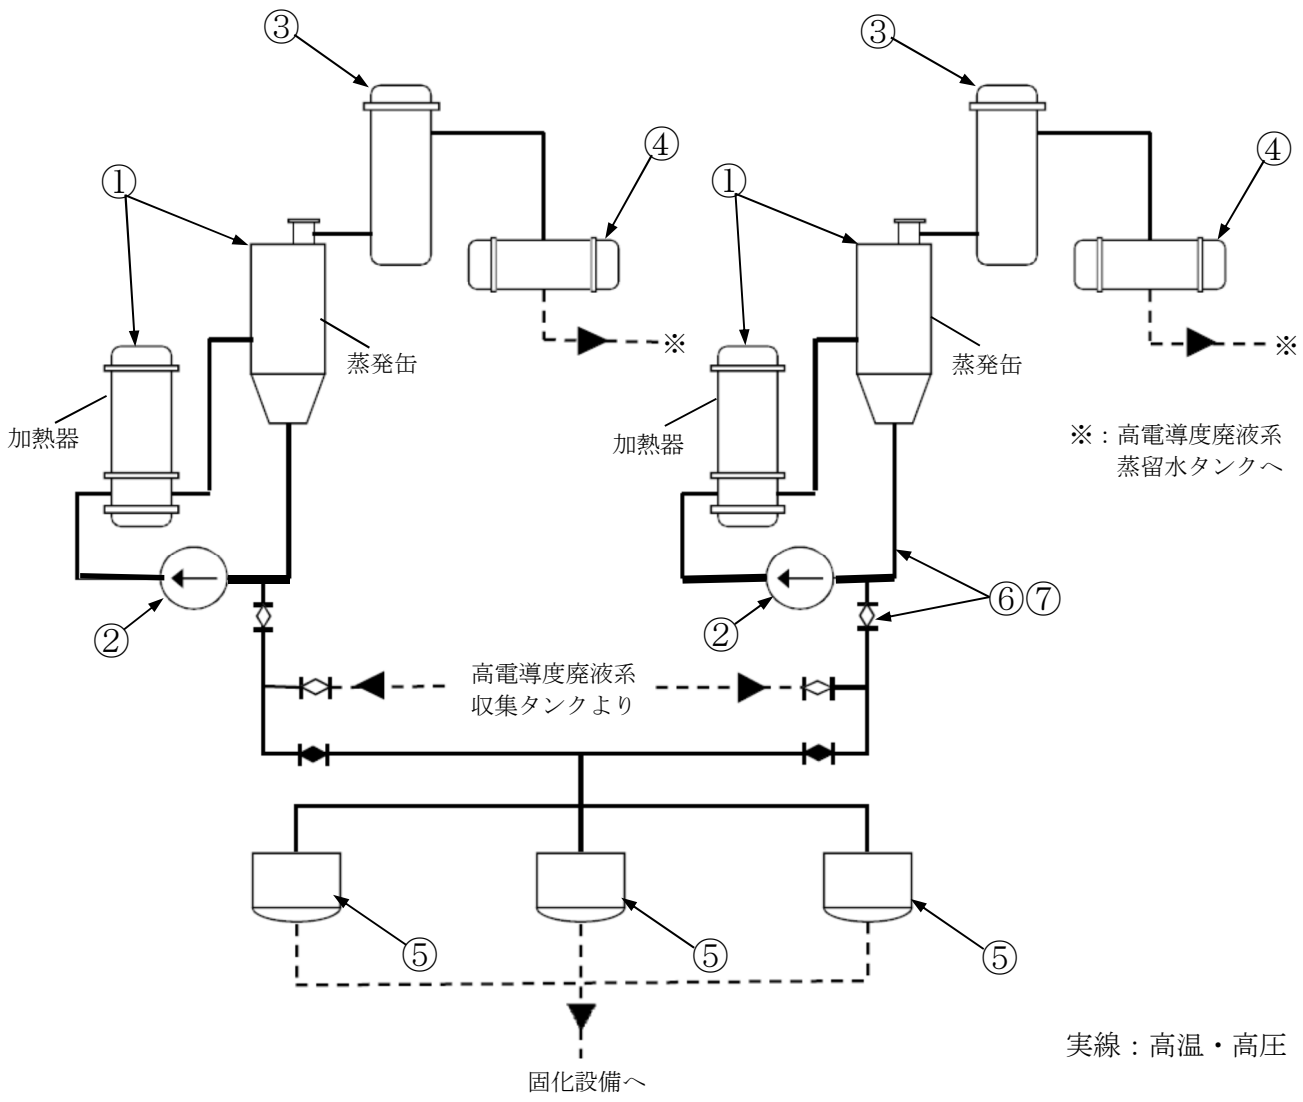 ③
③
④
④
①
①
蒸発缶
蒸発缶
※
※
加熱器
加熱器
※：高電導度廃液系
蒸留水タンクへ
②
②
⑥⑦
高電導度廃液系
収集タンクより
⑤
⑤
⑤
実線：高温・高圧
固化設備へ